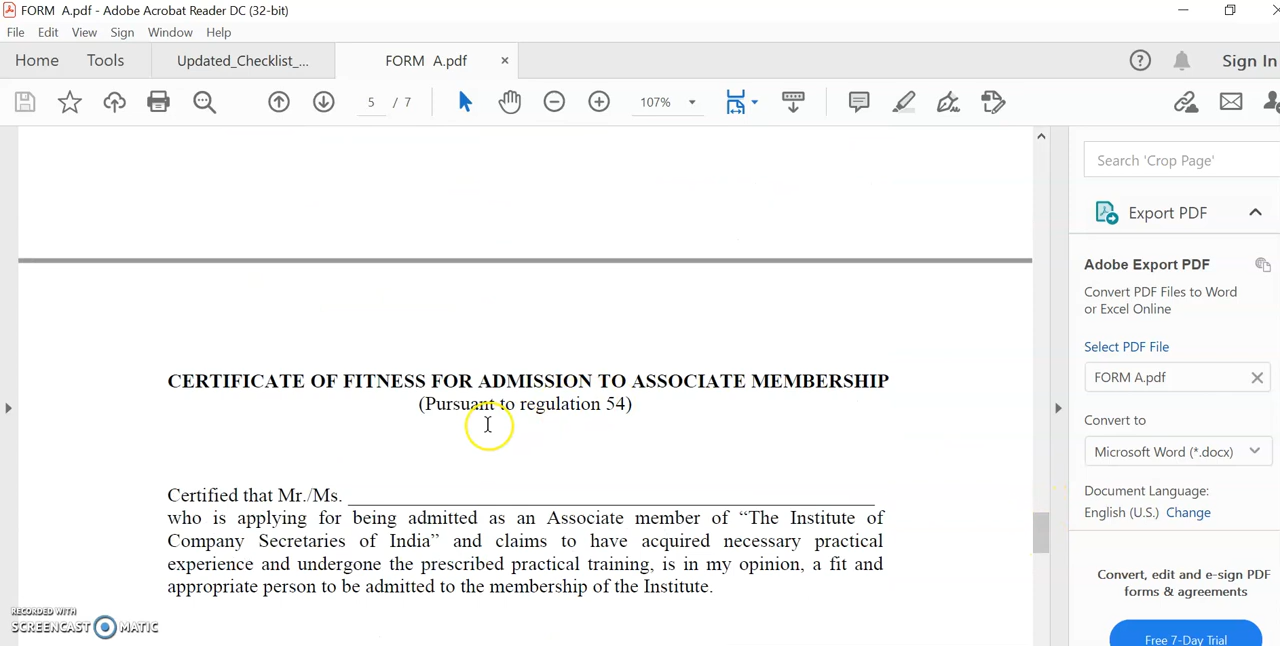 FORM A.pdf - Adobe Acrobat Reader DC (32-bit)
File Edit View Sign Window Help
Home Tools Updated_Checklist_... FORM A.pdf × Sign In
5 / 7 107%
Search 'Crop Page'
Export PDF
Adobe Export PDF
Convert PDF Files to Word
or Excel Online
Select PDF File
FORM A.pdf
Convert to
Microsoft Word (*.docx)
Document Language:
English (U.S.) Change
Convert, edit and e-sign PDF
forms & agreements
Free 7-Day Trial
CERTIFICATE OF FITNESS FOR ADMISSION TO ASSOCIATE MEMBERSHIP
(Pursuant to regulation 54)
Certified that Mr./Ms.
who is applying for being admitted as an Associate member of “The Institute of
Company Secretaries of India” and claims to have acquired necessary practical
experience and undergone the prescribed practical training, is in my opinion, a fit and
appropriate person to be admitted to the membership of the Institute.
RECORDED WITH
SCREENCAST MATIC